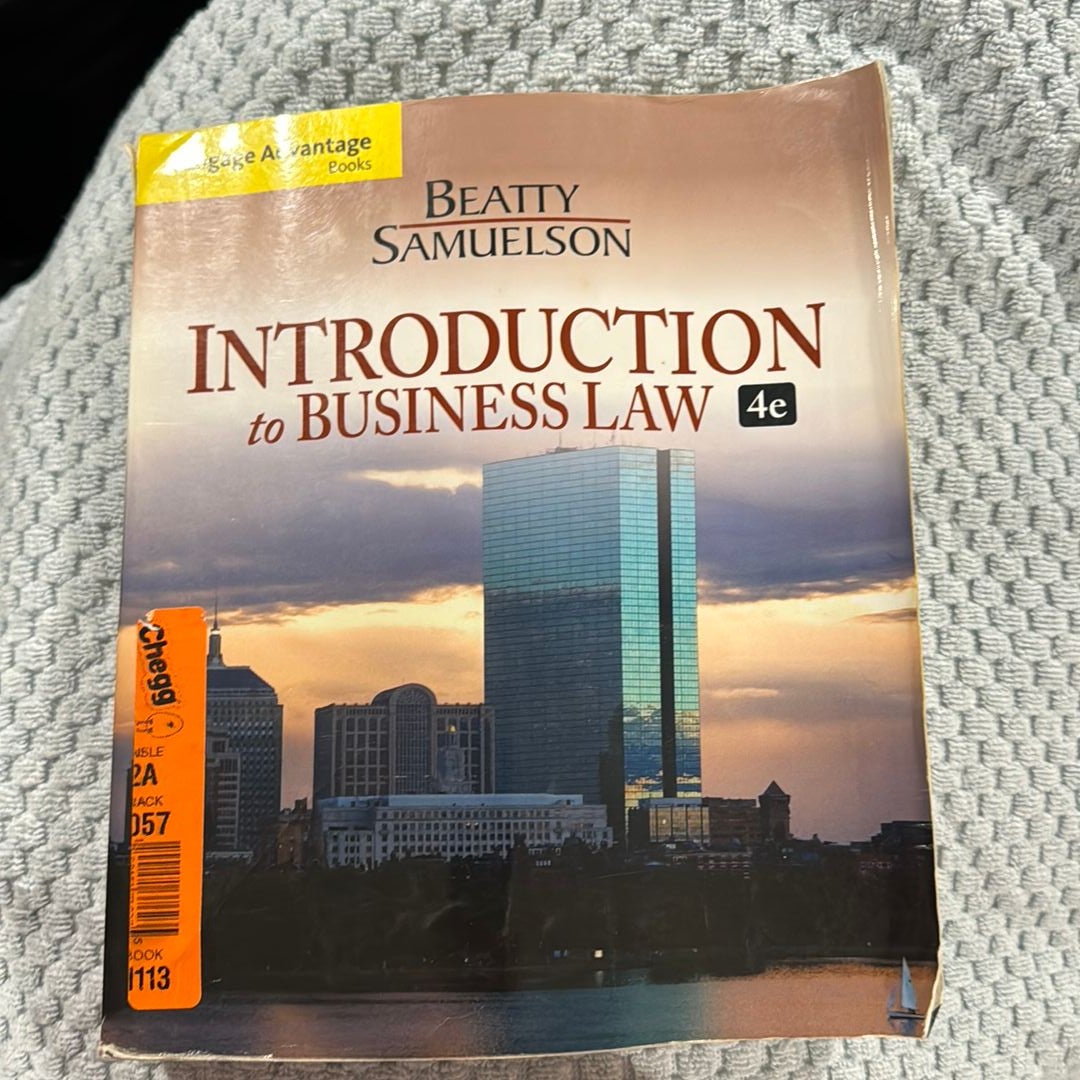 Advantage
Books
BEATTY
SAMUELSON
INTRODUCTION
to BUSINESS LAW 4e
Chegg
2A
057
BOOK
113